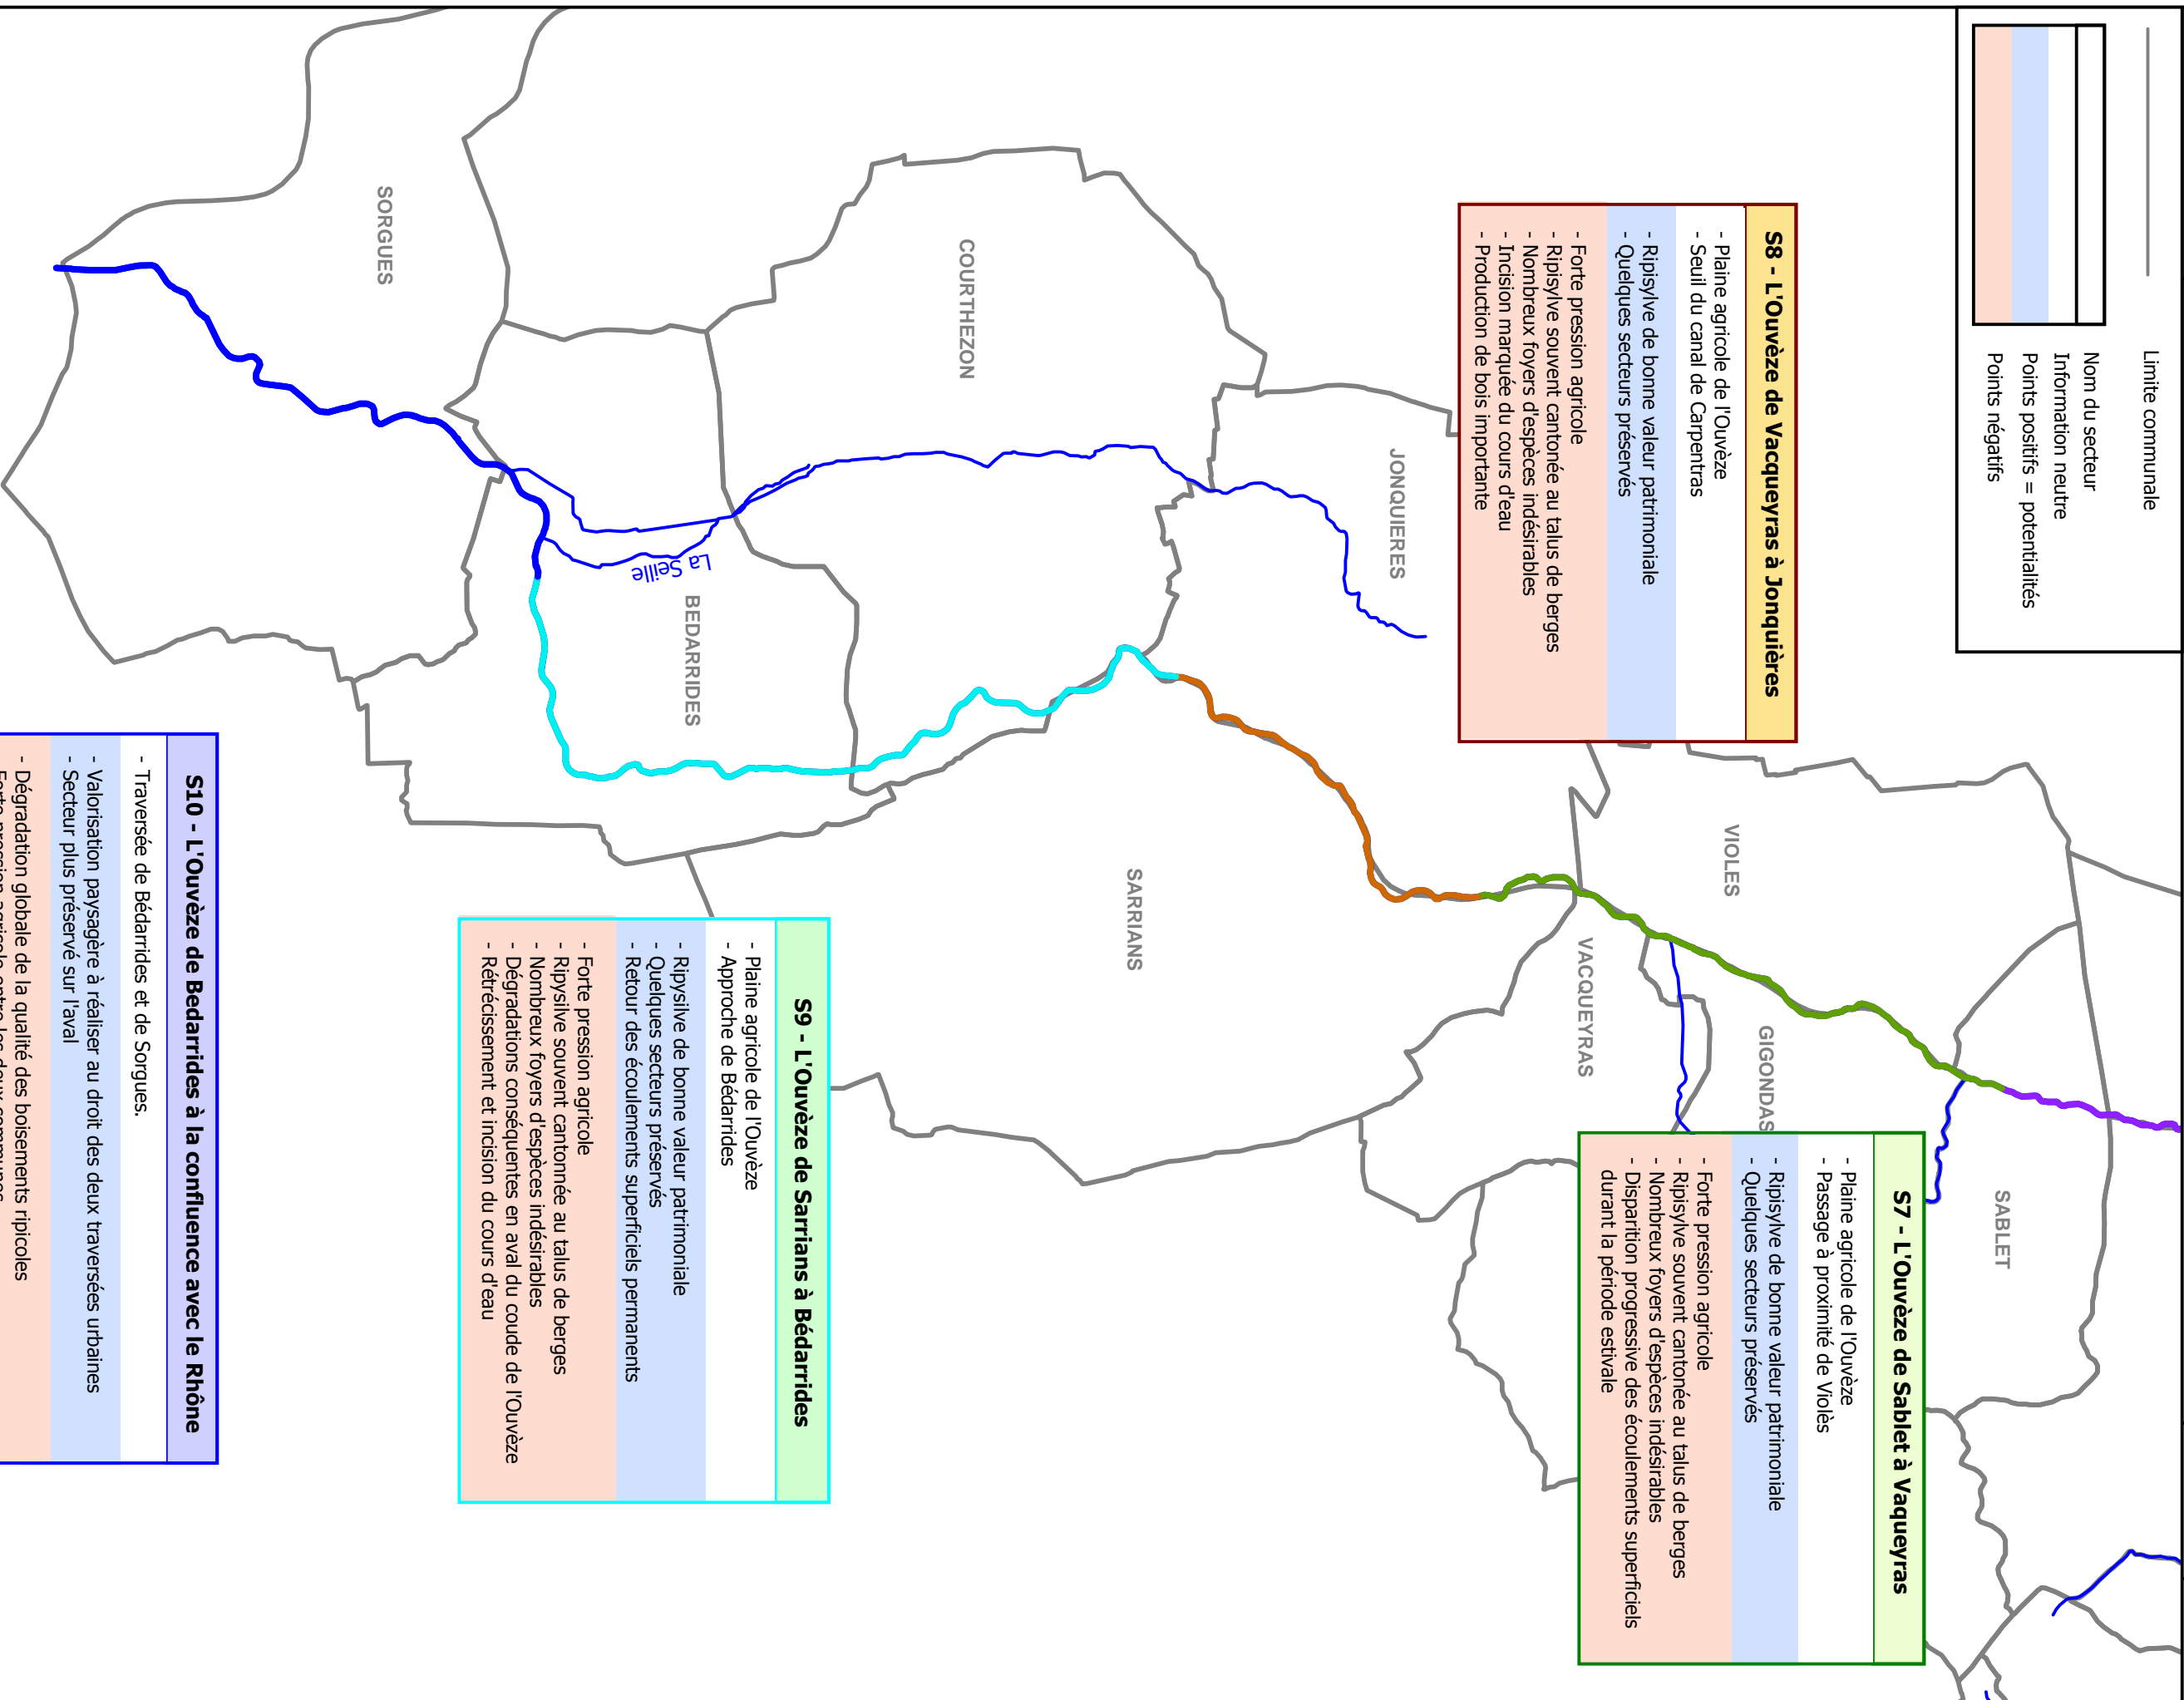 Limite communale
Nom du secteur
Information neutre
Points positifs = potentialités
Points négatifs
S8 - L'Ouvèze de Vacqueyras à Jonquières
- Plaine agricole de l'Ouvèze
- Seuil du canal de Carpentras
- Ripisylve de bonne valeur patrimoniale
- Quelques secteurs préservés
- Forte pression agricole
- Ripisylve souvent cantonée au talus de berges
- Nombreux foyers d'espèces indésirables
- Incision marquée du cours d'eau
- Production de bois importante
VIOLES
SABLET
GIGONDAS
VACQUEYRAS
JONQUIERES
SARRIANS
COURTHEZON
BEDARRIDES
La Seille
SORGUES
S7 - L'Ouvèze de Sablet à Vaqueyras
- Plaine agricole de l'Ouvèze
- Passage à proximité de Violès
- Ripisylve de bonne valeur patrimoniale
- Quelques secteurs préservés
- Forte pression agricole
- Ripisylve souvent cantonée au talus de berges
- Nombreux foyers d'espèces indésirables
- Disparition progressive des écoulements superficiels
durant la période estivale
S9 - L'Ouvèze de Sarrians à Bédarrides
- Plaine agricole de l'Ouvèze
- Approche de Bédarrides
- Ripysilve de bonne valeur patrimoniale
- Quelques secteurs préservés
- Retour des écoulements superficiels permanents
- Forte pression agricole
- Ripysilve souvent cantonnée au talus de berges
- Nombreux foyers d'espèces indésirables
- Dégradations conséquentes en aval du coude de l'Ouvèze
- Rétrécissement et incision du cours d'eau
S10 - L'Ouvèze de Bedarrides à la confluence avec le Rhône
- Traversée de Bédarrides et de Sorgues.
- Valorisation paysagère à réaliser au droit des deux traversées urbaines
- Secteur plus préservé sur l'aval
- Dégradation globale de la qualité des boisements ripicoles